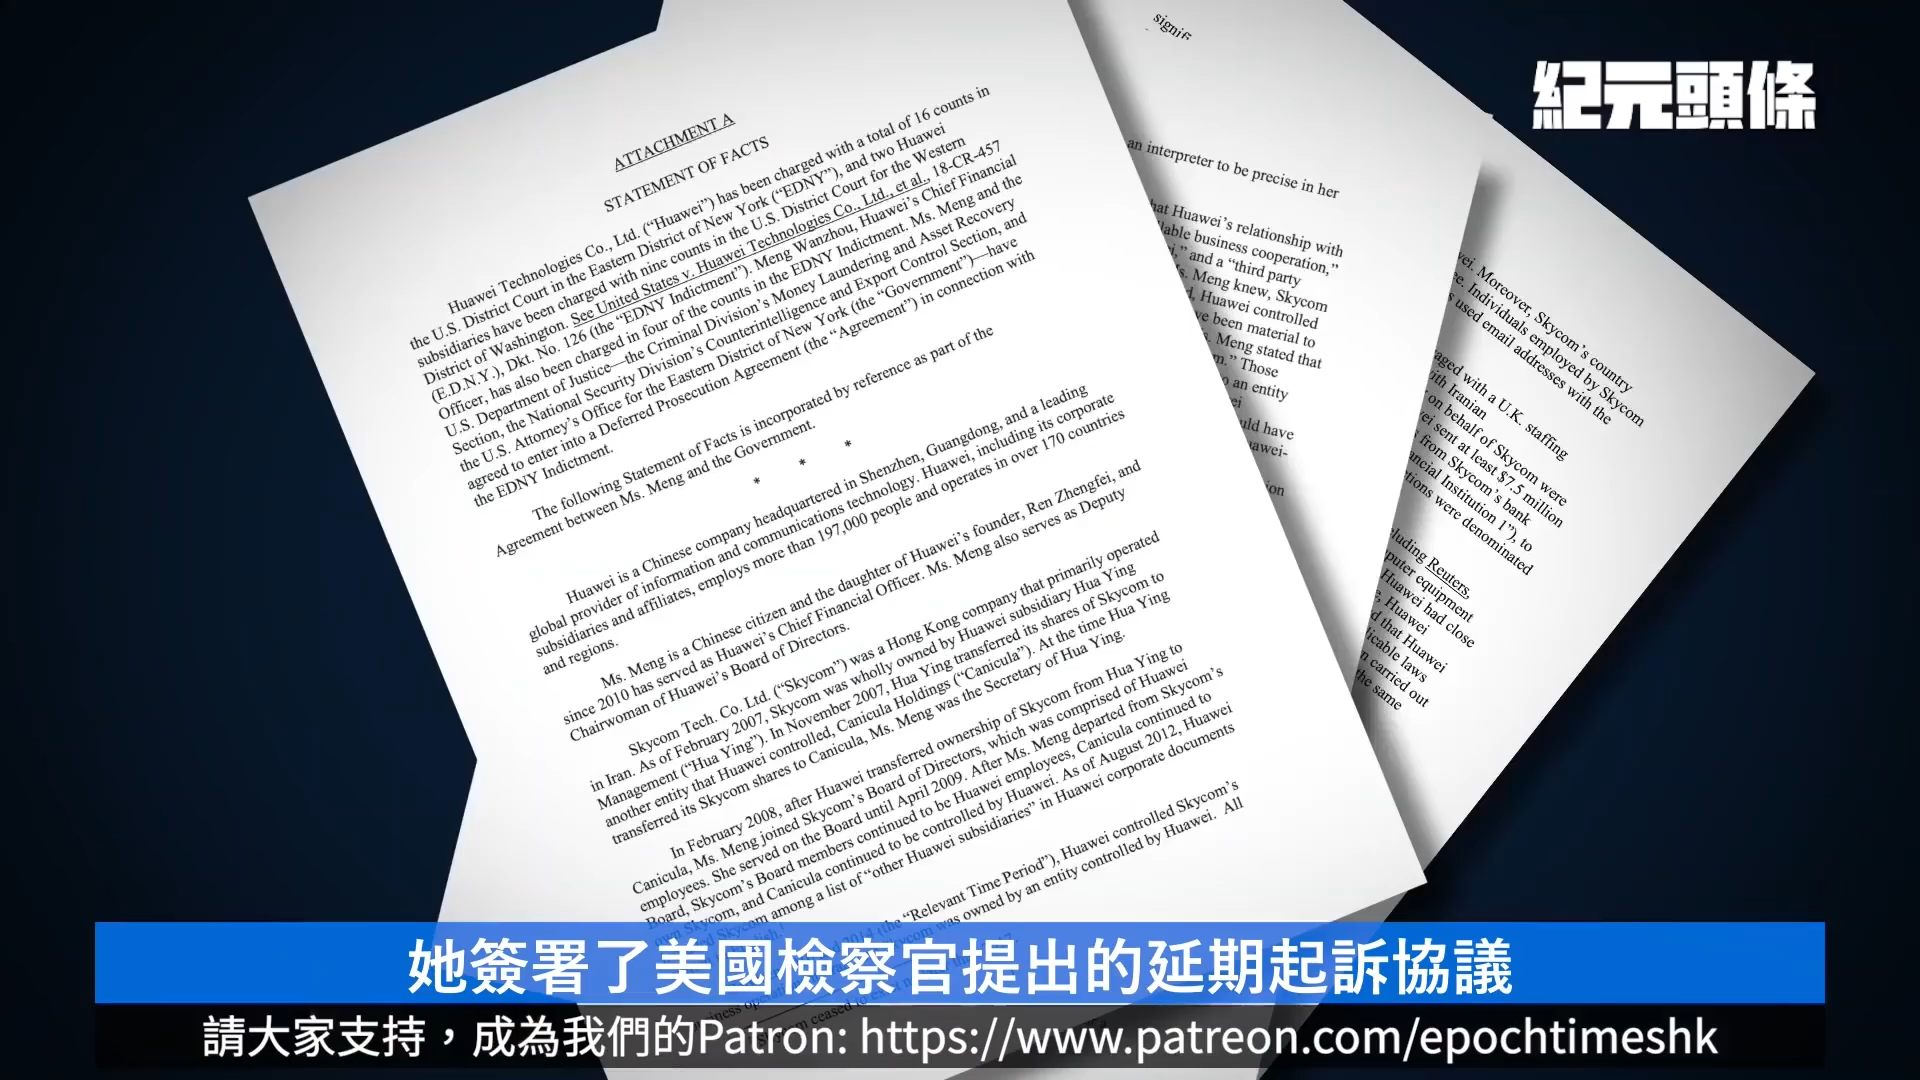 紀元頭條
ATTACHMENT A
STATEMENT OF FACTS
Huawei Technologies Co., Ltd. (“Huawei”) has been charged with a total of 16 counts in
the U.S. District Court in the Eastern District of New York (“EDNY”), and two Huawei
subsidiaries have been charged with nine counts in the U.S. District Court for the Western
District of Washington. See United States v. Huawei Technologies Co., Ltd., et al., 18-CR-457
(E.D.N.Y.), Dkt. No. 126 (the “EDNY Indictment”). Meng Wanzhou, Huawei’s Chief Financial
Officer, has also been charged in four of the counts in the EDNY Indictment. Ms. Meng and the
U.S. Department of Justice—the Criminal Division’s Money Laundering and Asset Recovery
Section, the National Security Division’s Counterintelligence and Export Control Section, and
the U.S. Attorney’s Office for the Eastern District of New York (the “Government”)—have
agreed to enter into a Deferred Prosecution Agreement (the “Agreement”) in connection with
the EDNY Indictment.
The following Statement of Facts is incorporated by reference as part of the
Agreement between Ms. Meng and the Government.
* * *
Huawei is a Chinese company headquartered in Shenzhen, Guangdong, and a leading
global provider of information and communications technology. Huawei, including its corporate
subsidiaries and affiliates, employs more than 197,000 people and operates in over 170 countries
and regions.
Ms. Meng is a Chinese citizen and the daughter of Huawei’s founder, Ren Zhengfei, and
since 2010 has served as Huawei’s Chief Financial Officer. Ms. Meng also serves as Deputy
Chairwoman of Huawei’s Board of Directors.
Skycom Tech. Co. Ltd. (“Skycom”) was a Hong Kong company that primarily operated
in Iran. As of February 2007, Skycom was wholly owned by Huawei subsidiary Hua Ying
Management (“Hua Ying”). In November 2007, Hua Ying transferred its shares of Skycom to
another entity that Huawei controlled, Canicula Holdings (“Canicula”). At the time Hua Ying
transferred its Skycom shares to Canicula, Ms. Meng was the Secretary of Hua Ying.
In February 2008, after Huawei transferred ownership of Skycom from Hua Ying to
Canicula, Ms. Meng joined Skycom’s Board of Directors, which was comprised of Huawei
employees. She served on the Board until April 2009. After Ms. Meng departed from Skycom’s
Board, Skycom’s Board members continued to be Huawei employees, Canicula continued to
own Skycom, and Canicula continued to be controlled by Huawei. As of August 2012, Huawei
Skycom among a list of “other Huawei subsidiaries” in Huawei corporate documents
2014 (the “Relevant Time Period”), Huawei controlled Skycom’s
Skycom was owned by an entity controlled by Huawei. All
an interpreter to be precise in her
that Huawei’s relationship with
business cooperation,”
and a “third party
Ms. Meng knew, Skycom
Huawei controlled
been material to
Meng stated that
Those
an entity
have
Moreover, Skycom’s country
Individuals employed by Skycom
used email addresses with the
with a U.K. staffing
Iranian
on behalf of Skycom were
sent at least $7.5 million
from Skycom’s bank
Institution 1”), to
were denominated
Reuters,
equipment
Huawei had close
Huawei
that Huawei
laws
carried out
the same
她簽署了美國檢察官提出的延期起訴協議
請大家支持，成為我們的Patron: https://www.patreon.com/epochtimeshk